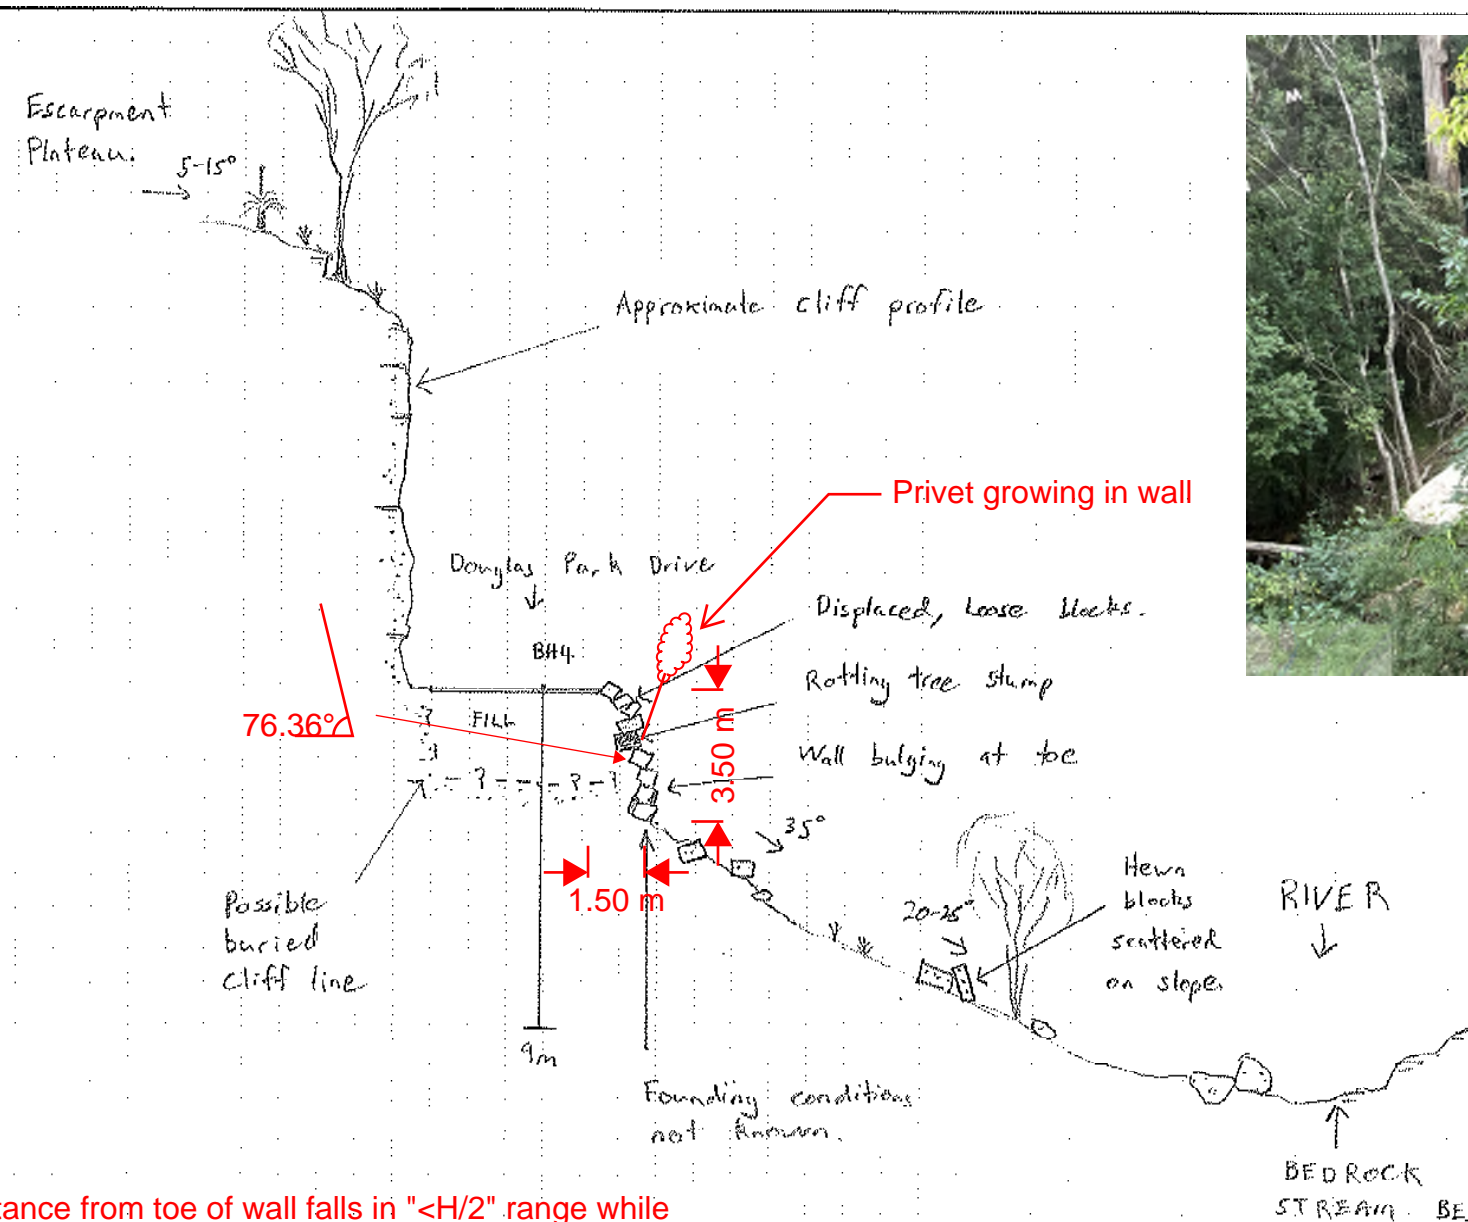 Escarpment
Plateau.
5-15°
Approximate cliff profile
Privet growing in wall
Douglas Park Drive
BH4.
Displaced, Loose blocks.
Rotting tree stump
Wall bulging at toe
76.36°
FILL
?
? ? ? ?
3.50 m
1.50 m
35°
Possible
buried
Cliff line
20-25°
Hewn
blocks
scattered
on slope.
RIVER
9m
Founding conditions
not known.
BEDROCK
STREAM BE
tance from toe of wall falls in "<H/2" range while